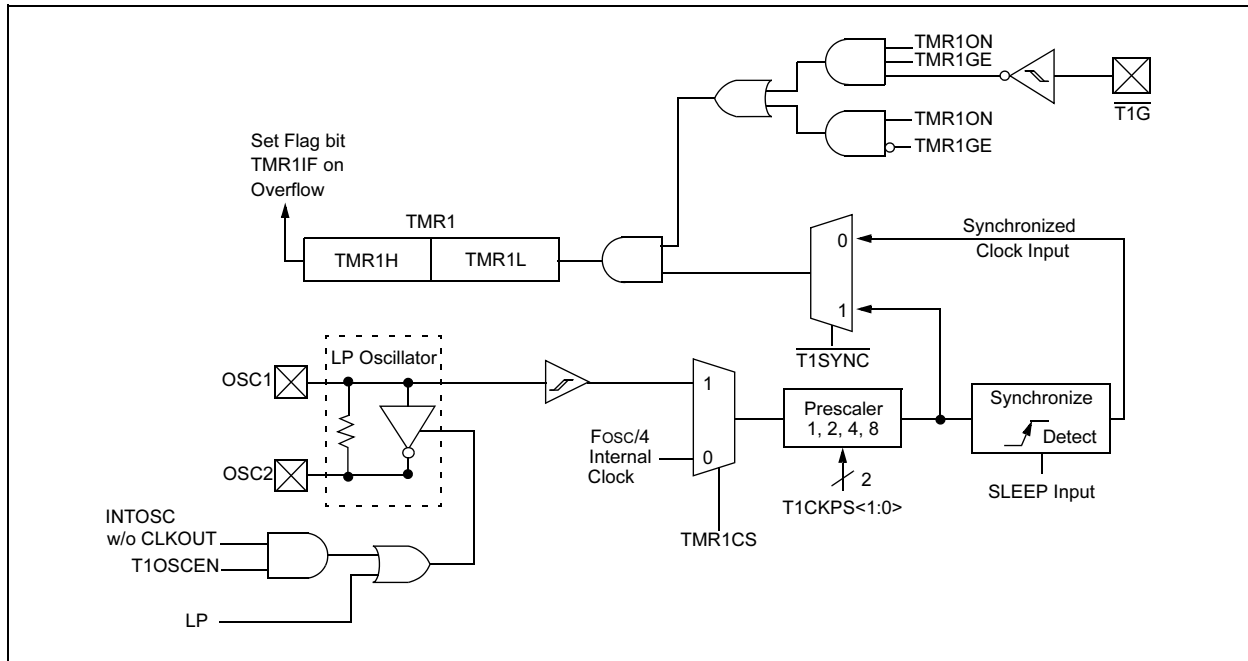 TMR1ON
TMR1GE
T1G
TMR1ON
TMR1GE
Set Flag bit
TMR1IF on
Overflow
TMR1
TMR1H
TMR1L
0
1
T1SYNC
Synchronized
Clock Input
LP Oscillator
OSC1
OSC2
1
0
FOSC/4
Internal
Clock
TMR1CS
Prescaler
1, 2, 4, 8
2
T1CKPS<1:0>
Synchronize
Detect
SLEEP Input
INTOSC
w/o CLKOUT
T1OSCEN
LP